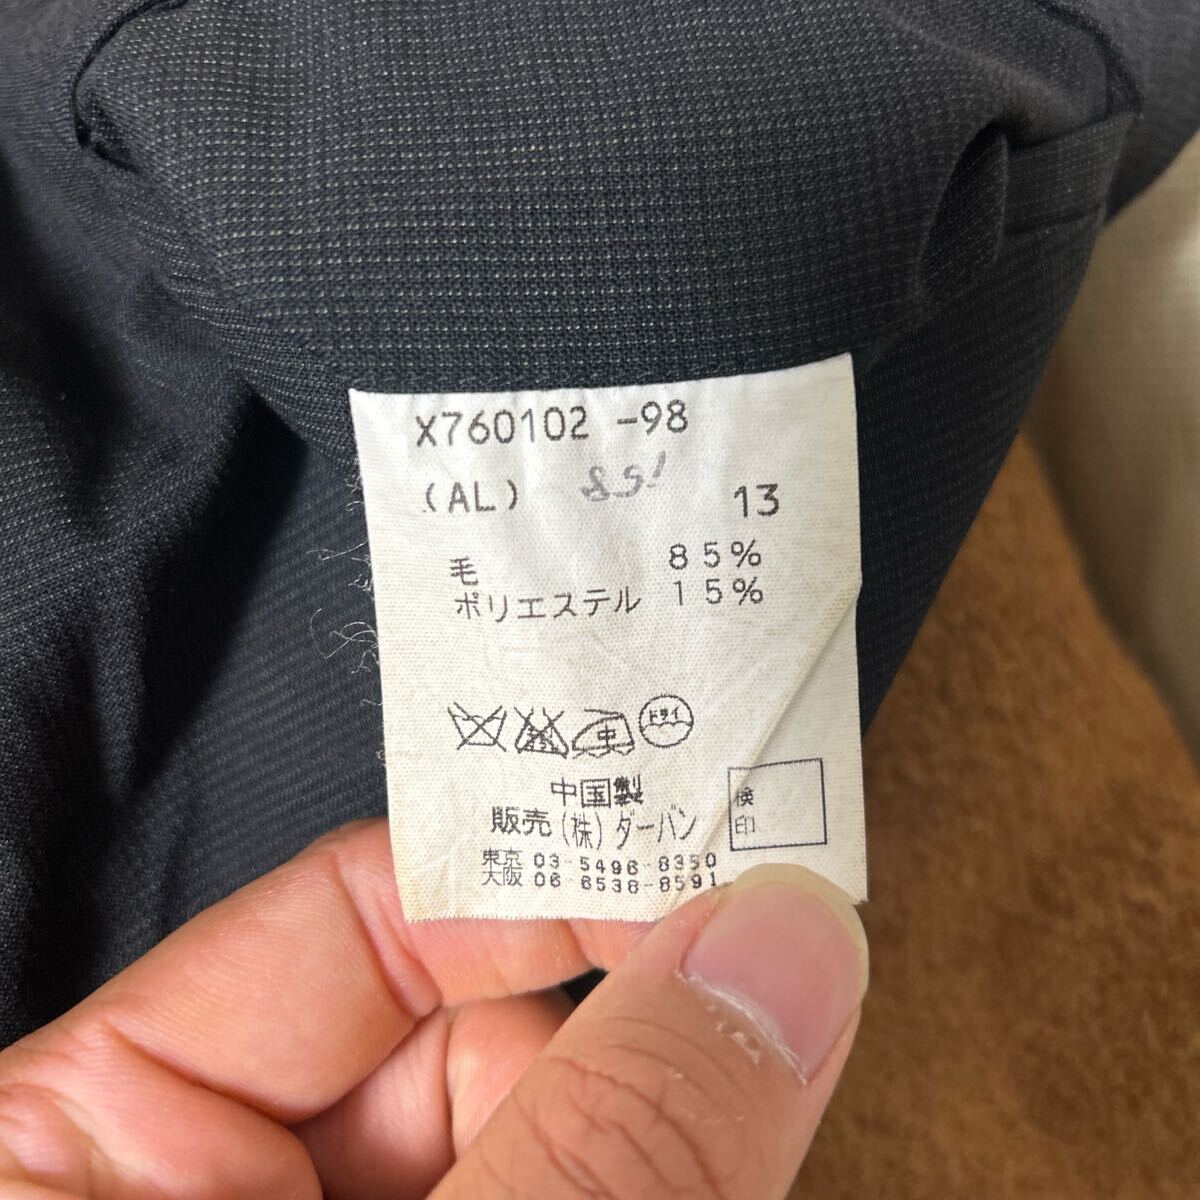 X760102 -98
(AL) 13
毛 85%
ポリエステル 15%
中 ドライ
中国製
販売 (株) ダーバン
検
印
東京 03-5496-8350
大阪 06-6538-8591